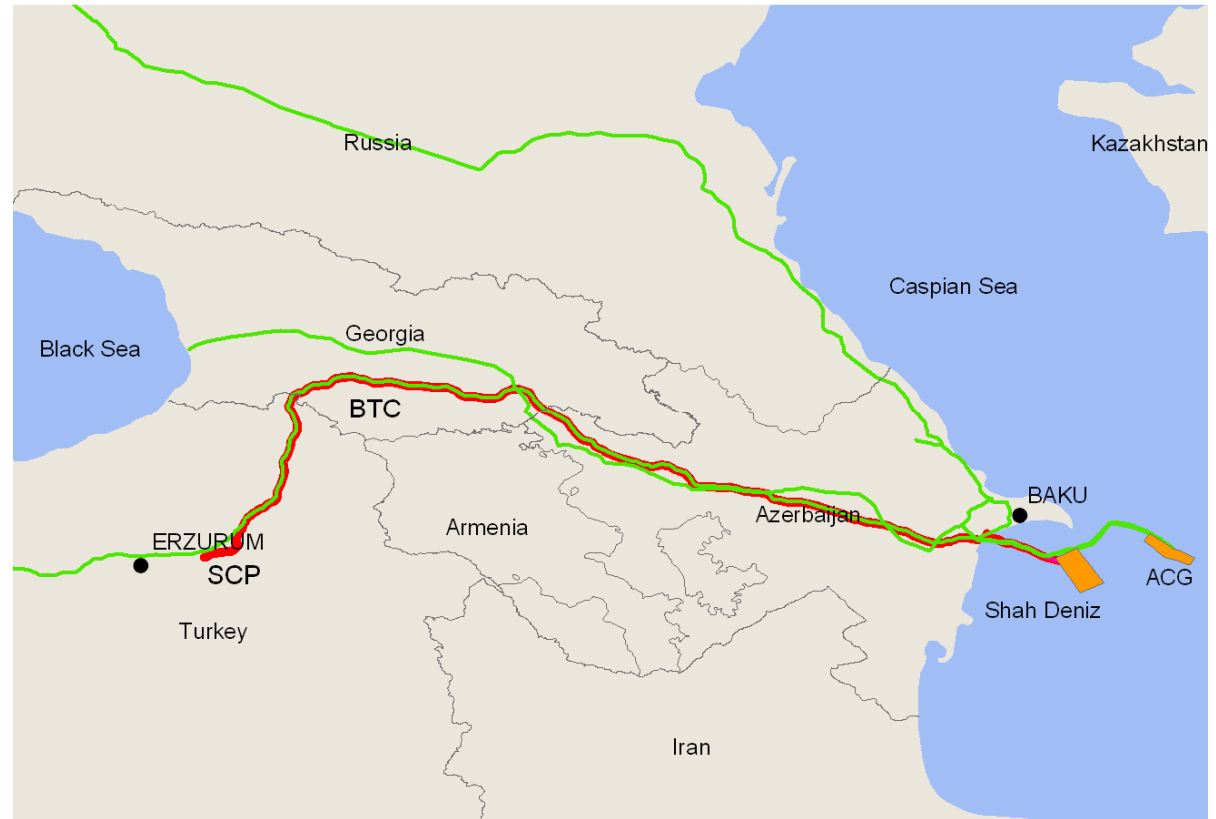 Russia
Kazakhstan
Caspian Sea
Georgia
Black Sea
BTC
BAKU
Azerbaijan
Armenia
ERZURUM
SCP
ACG
Shah Deniz
Turkey
Iran